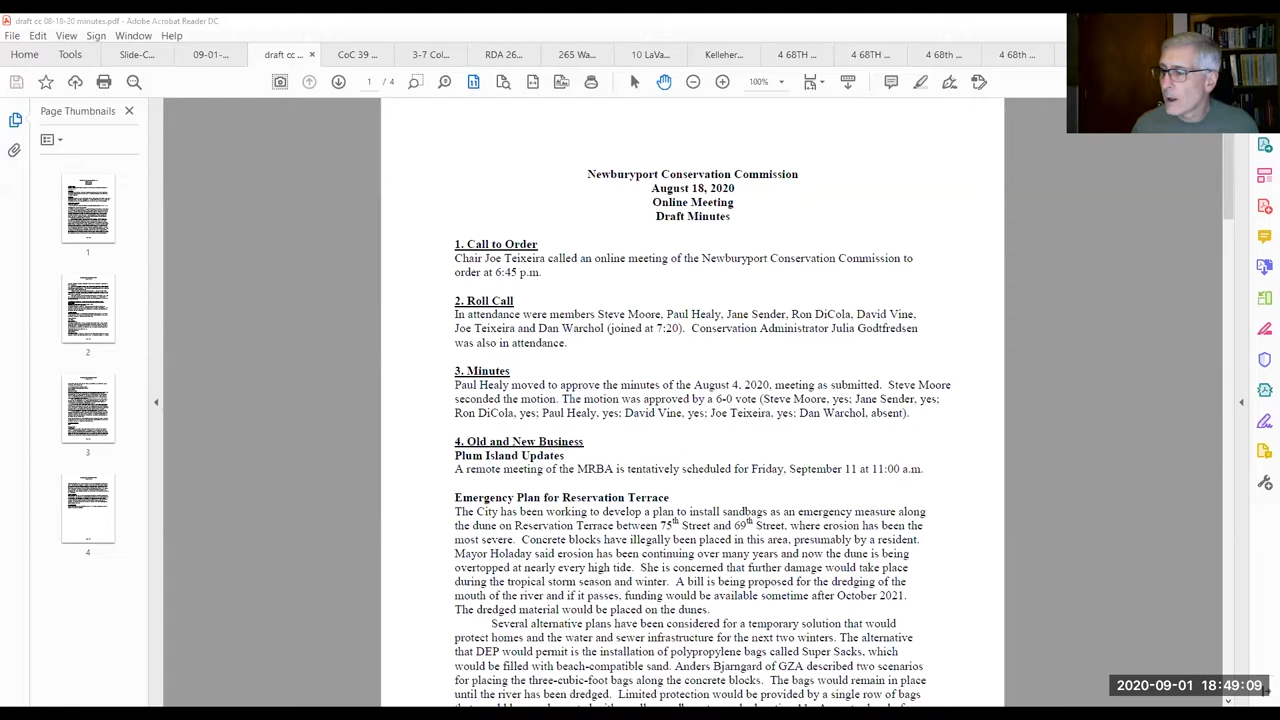 draft cc 08-18-20 minutes.pdf - Adobe Acrobat Reader DC
File Edit View Sign Window Help
Home Tools Slide-C... 09-01-... draft cc ... × CoC 39 ... 3-7 Col... RDA 26... 265 Wa... 10 LaVa... Kelleher... 4 68TH ... 4 68TH ... 4 68th ... 4 68th ...
1 / 4 100%
Page Thumbnails ×
1
2
3
4
Newburyport Conservation Commission
August 18, 2020
Online Meeting
Draft Minutes
1. Call to Order
Chair Joe Teixeira called an online meeting of the Newburyport Conservation Commission to
order at 6:45 p.m.
2. Roll Call
In attendance were members Steve Moore, Paul Healy, Jane Sender, Ron DiCola, David Vine,
Joe Teixeira and Dan Warchol (joined at 7:20). Conservation Administrator Julia Godtfredsen
was also in attendance.
3. Minutes
Paul Healy moved to approve the minutes of the August 4, 2020, meeting as submitted. Steve Moore
seconded the motion. The motion was approved by a 6-0 vote (Steve Moore, yes; Jane Sender, yes;
Ron DiCola, yes; Paul Healy, yes; David Vine, yes; Joe Teixeira, yes; Dan Warchol, absent).
4. Old and New Business
Plum Island Updates
A remote meeting of the MRBA is tentatively scheduled for Friday, September 11 at 11:00 a.m.
Emergency Plan for Reservation Terrace
The City has been working to develop a plan to install sandbags as an emergency measure along
the dune on Reservation Terrace between 75th Street and 69th Street, where erosion has been the
most severe. Concrete blocks have illegally been placed in this area, presumably by a resident.
Mayor Holaday said erosion has been continuing over many years and now the dune is being
overtopped at nearly every high tide. She is concerned that further damage would take place
during the tropical storm season and winter. A bill is being proposed for the dredging of the
mouth of the river and if it passes, funding would be available sometime after October 2021.
The dredged material would be placed on the dunes.
Several alternative plans have been considered for a temporary solution that would
protect homes and the water and sewer infrastructure for the next two winters. The alternative
that DEP would permit is the installation of polypropylene bags called Super Sacks, which
would be filled with beach-compatible sand. Anders Bjarngard of GZA described two scenarios
for placing the three-cubic-foot bags along the concrete blocks. The bags would remain in place
until the river has been dredged. Limited protection would be provided by a single row of bags
2020-09-01 18:49:09